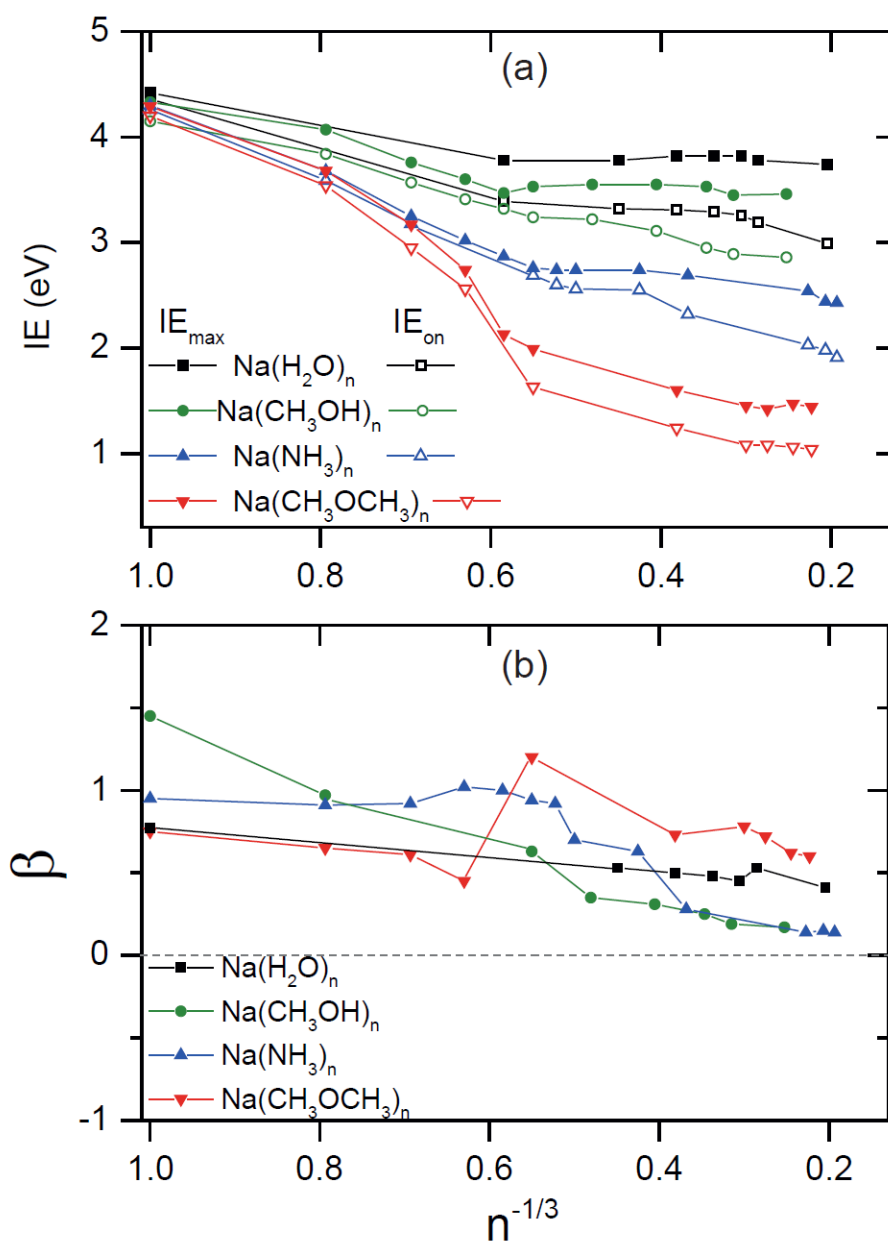 (a)
5
4
3
2
1
IE (eV)
IEmax IEon
Na(H2O)n
Na(CH3OH)n
Na(NH3)n
Na(CH3OCH3)n
1.0 0.8 0.6 0.4 0.2
(b)
2
1
0
-1
β
Na(H2O)n
Na(CH3OH)n
Na(NH3)n
Na(CH3OCH3)n
1.0 0.8 0.6 0.4 0.2
n-1/3